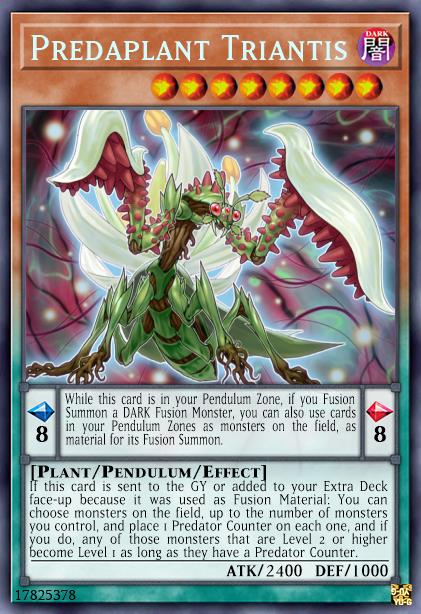 PREDAPLANT TRIANTIS
DARK
闇
While this card is in your Pendulum Zone, if you Fusion
Summon a DARK Fusion Monster, you can also use cards
in your Pendulum Zones as monsters on the field, as
material for its Fusion Summon.
8
8
[PLANT/PENDULUM/EFFECT]
If this card is sent to the GY or added to your Extra Deck
face-up because it was used as Fusion Material: You can
choose monsters on the field, up to the number of monsters
you control, and place 1 Predator Counter on each one, and if
you do, any of those monsters that are Level 2 or higher
become Level 1 as long as they have a Predator Counter.
ATK/2400 DEF/1000
17825378